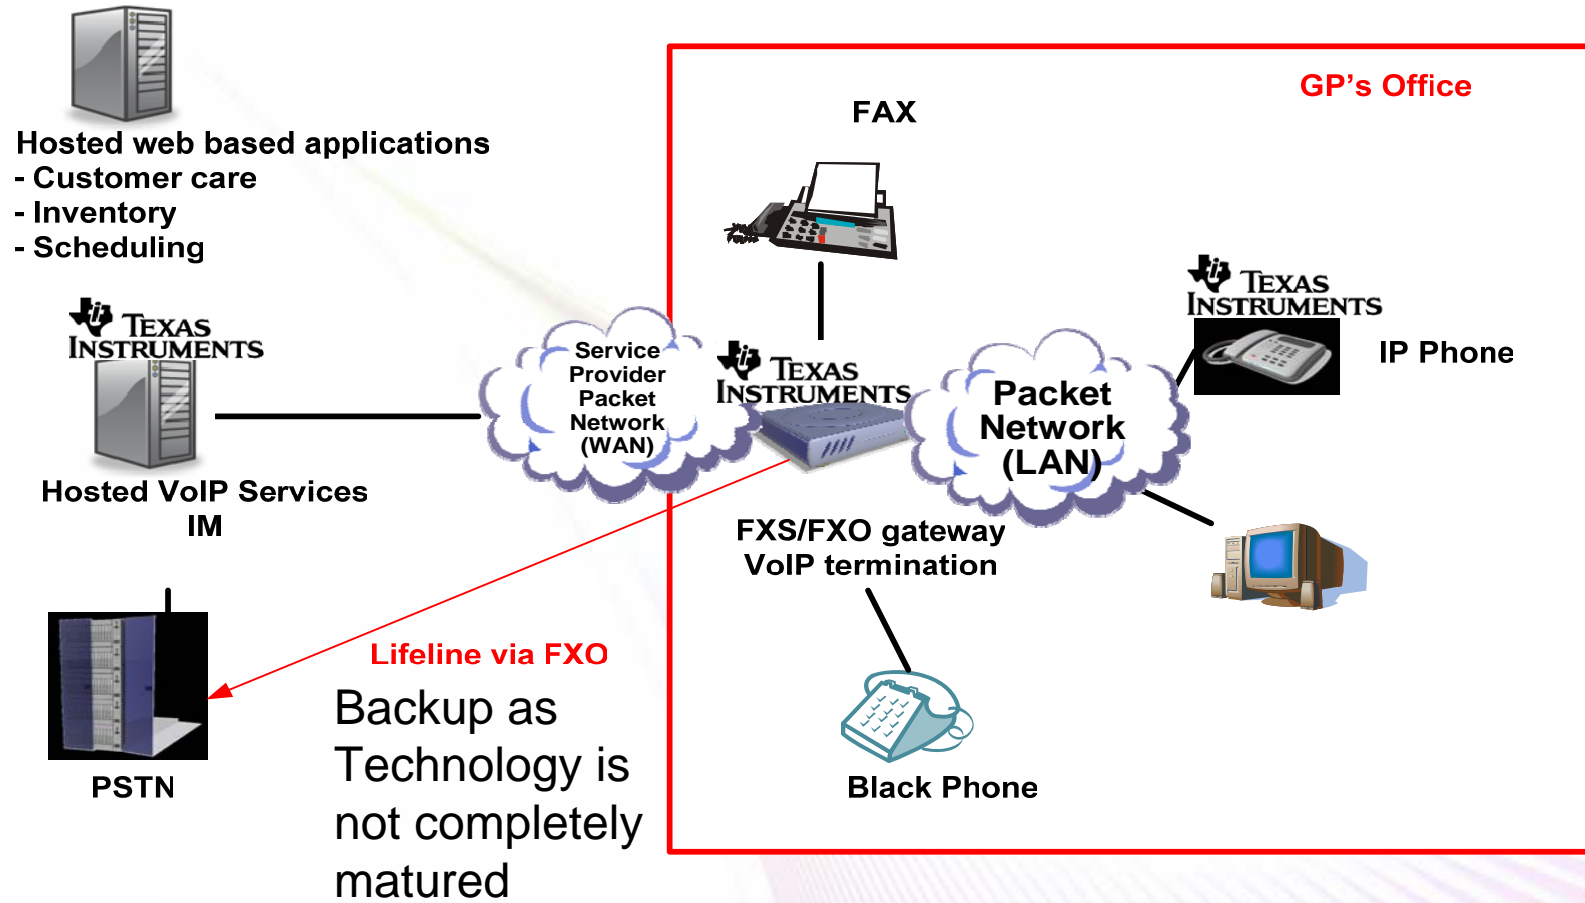 GP's Office
FAX
Hosted web based applications
- Customer care
- Inventory
- Scheduling
TEXAS
INSTRUMENTS
Hosted VoIP Services
IM
Service
Provider
Packet
Network
(WAN)
TEXAS
INSTRUMENTS
Packet
Network
(LAN)
TEXAS
INSTRUMENTS
IP Phone
FXS/FXO gateway
VoIP termination
Lifeline via FXO
Backup as
Technology is
not completely
matured
PSTN
Black Phone